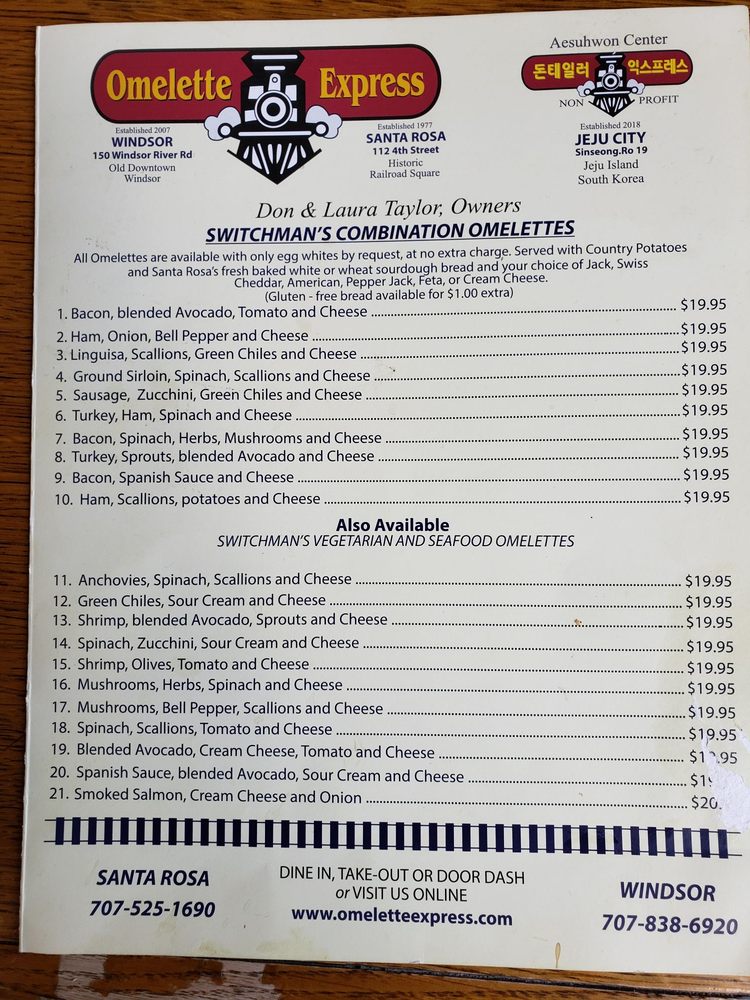 Omelette Express
Established 2007
WINDSOR
150 Windsor River Rd
Old Downtown
Windsor
Established 1977
SANTA ROSA
112 4th Street
Historic
Railroad Square
Aesuhwon Center
돈테일러 익스프레스
NON PROFIT
Established 2018
JEJU CITY
Sinseong.Ro 19
Jeju Island
South Korea
Don & Laura Taylor, Owners
SWITCHMAN'S COMBINATION OMELETTES
All Omelettes are available with only egg whites by request, at no extra charge. Served with Country Potatoes
and Santa Rosa's fresh baked white or wheat sourdough bread and your choice of Jack, Swiss
Cheddar, American, Pepper Jack, Feta, or Cream Cheese.
(Gluten - free bread available for $1.00 extra)
1. Bacon, blended Avocado, Tomato and Cheese $19.95
2. Ham, Onion, Bell Pepper and Cheese $19.95
3. Linguisa, Scallions, Green Chiles and Cheese $19.95
4. Ground Sirloin, Spinach, Scallions and Cheese $19.95
5. Sausage, Zucchini, Green Chiles and Cheese $19.95
6. Turkey, Ham, Spinach and Cheese $19.95
7. Bacon, Spinach, Herbs, Mushrooms and Cheese $19.95
8. Turkey, Sprouts, blended Avocado and Cheese $19.95
9. Bacon, Spanish Sauce and Cheese $19.95
10. Ham, Scallions, potatoes and Cheese $19.95
Also Available
SWITCHMAN'S VEGETARIAN AND SEAFOOD OMELETTES
11. Anchovies, Spinach, Scallions and Cheese $19.95
12. Green Chiles, Sour Cream and Cheese $19.95
13. Shrimp, blended Avocado, Sprouts and Cheese $19.95
14. Spinach, Zucchini, Sour Cream and Cheese $19.95
15. Shrimp, Olives, Tomato and Cheese $19.95
16. Mushrooms, Herbs, Spinach and Cheese $19.95
17. Mushrooms, Bell Pepper, Scallions and Cheese $19.95
18. Spinach, Scallions, Tomato and Cheese $19.95
19. Blended Avocado, Cream Cheese, Tomato and Cheese
20. Spanish Sauce, blended Avocado, Sour Cream and Cheese
21. Smoked Salmon, Cream Cheese and Onion $20.
SANTA ROSA
707-525-1690
DINE IN, TAKE-OUT OR DOOR DASH
or VISIT US ONLINE
www.omeletteexpress.com
WINDSOR
707-838-6920